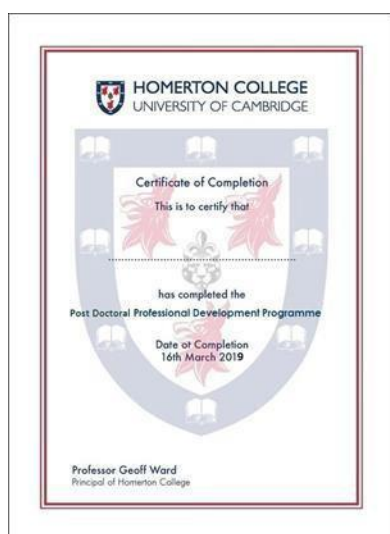 HOMERTON COLLEGE
UNIVERSITY OF CAMBRIDGE
Certificate of Completion
This is to certify that
has completed the
Post Doctoral Professional Development Programme
Date of Completion
16th March 2019
Professor Geoff Ward
Principal of Homerton College